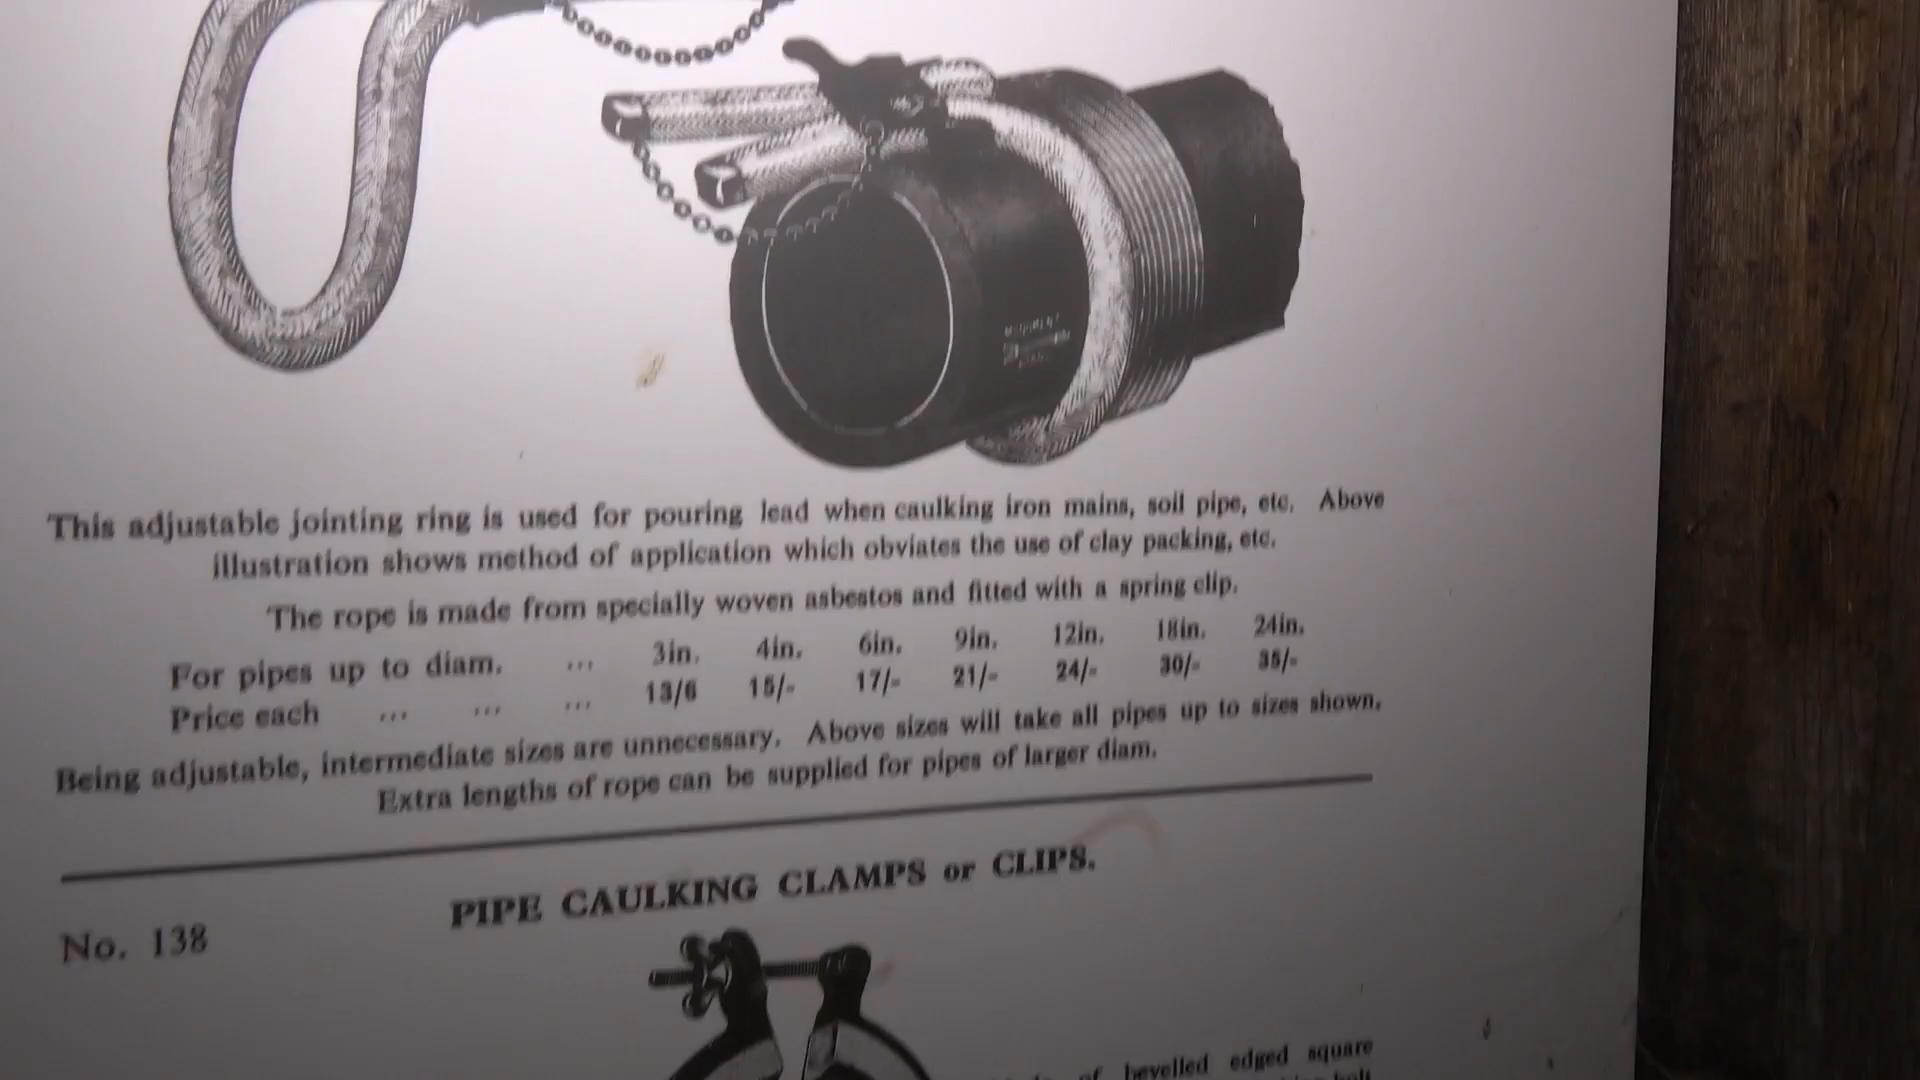 This adjustable jointing ring is used for pouring lead when caulking iron mains, soil pipe, etc. Above
illustration shows method of application which obviates the use of clay packing, etc.
The rope is made from specially woven asbestos and fitted with a spring clip.
For pipes up to diam. ... 3in. 4in. 6in. 9in. 12in. 18in. 24in.
Price each ... ... ... 13/6 15/- 17/- 21/- 24/- 30/- 35/-
Being adjustable, intermediate sizes are unnecessary. Above sizes will take all pipes up to sizes shown.
Extra lengths of rope can be supplied for pipes of larger diam.
PIPE CAULKING CLAMPS or CLIPS.
No. 138
of bevelled edged square